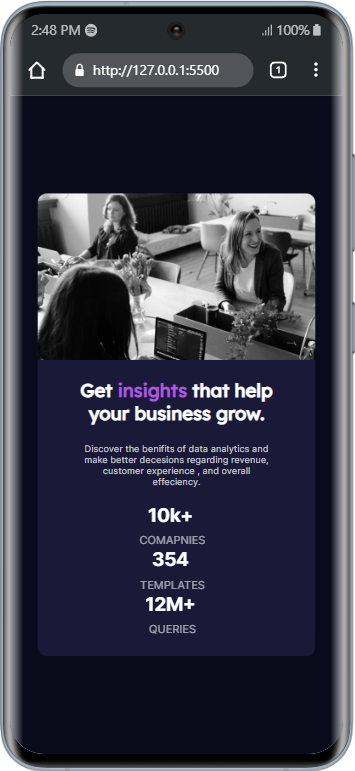 2:48 PM 100%
http://127.0.0.1:5500 1
Get insights that help
your business grow.
Discover the benifits of data analytics and
make better decesions regarding revenue,
customer experience , and overall
effeciency.
10k+
COMAPNIES
354
TEMPLATES
12M+
QUERIES